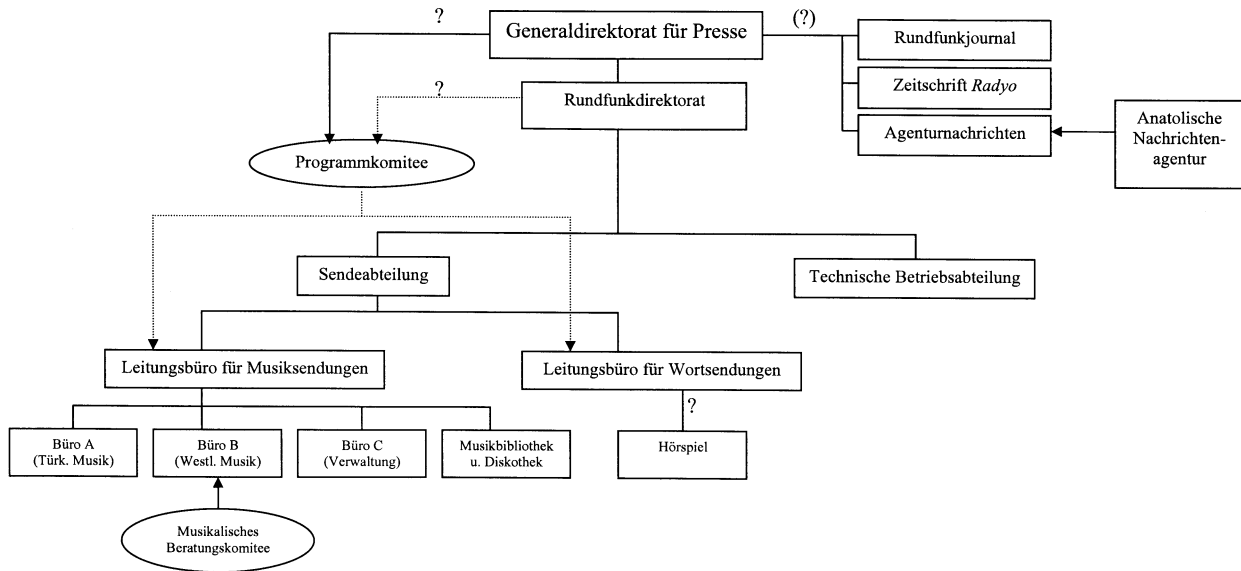 ?
Generaldirektorat für Presse
(?)
Rundfunkjournal
Zeitschrift Radyo
Agenturnachrichten
Anatolische
Nachrichten-
agentur
?
Rundfunkdirektorat
Programmkomitee
Sendeabteilung
Technische Betriebsabteilung
Leitungsbüro für Musiksendungen
Leitungsbüro für Wortsendungen
?
Büro A
(Türk. Musik)
Büro B
(Westl. Musik)
Büro C
(Verwaltung)
Musikbibliothek
u. Diskothek
Hörspiel
Musikalisches
Beratungskomitee